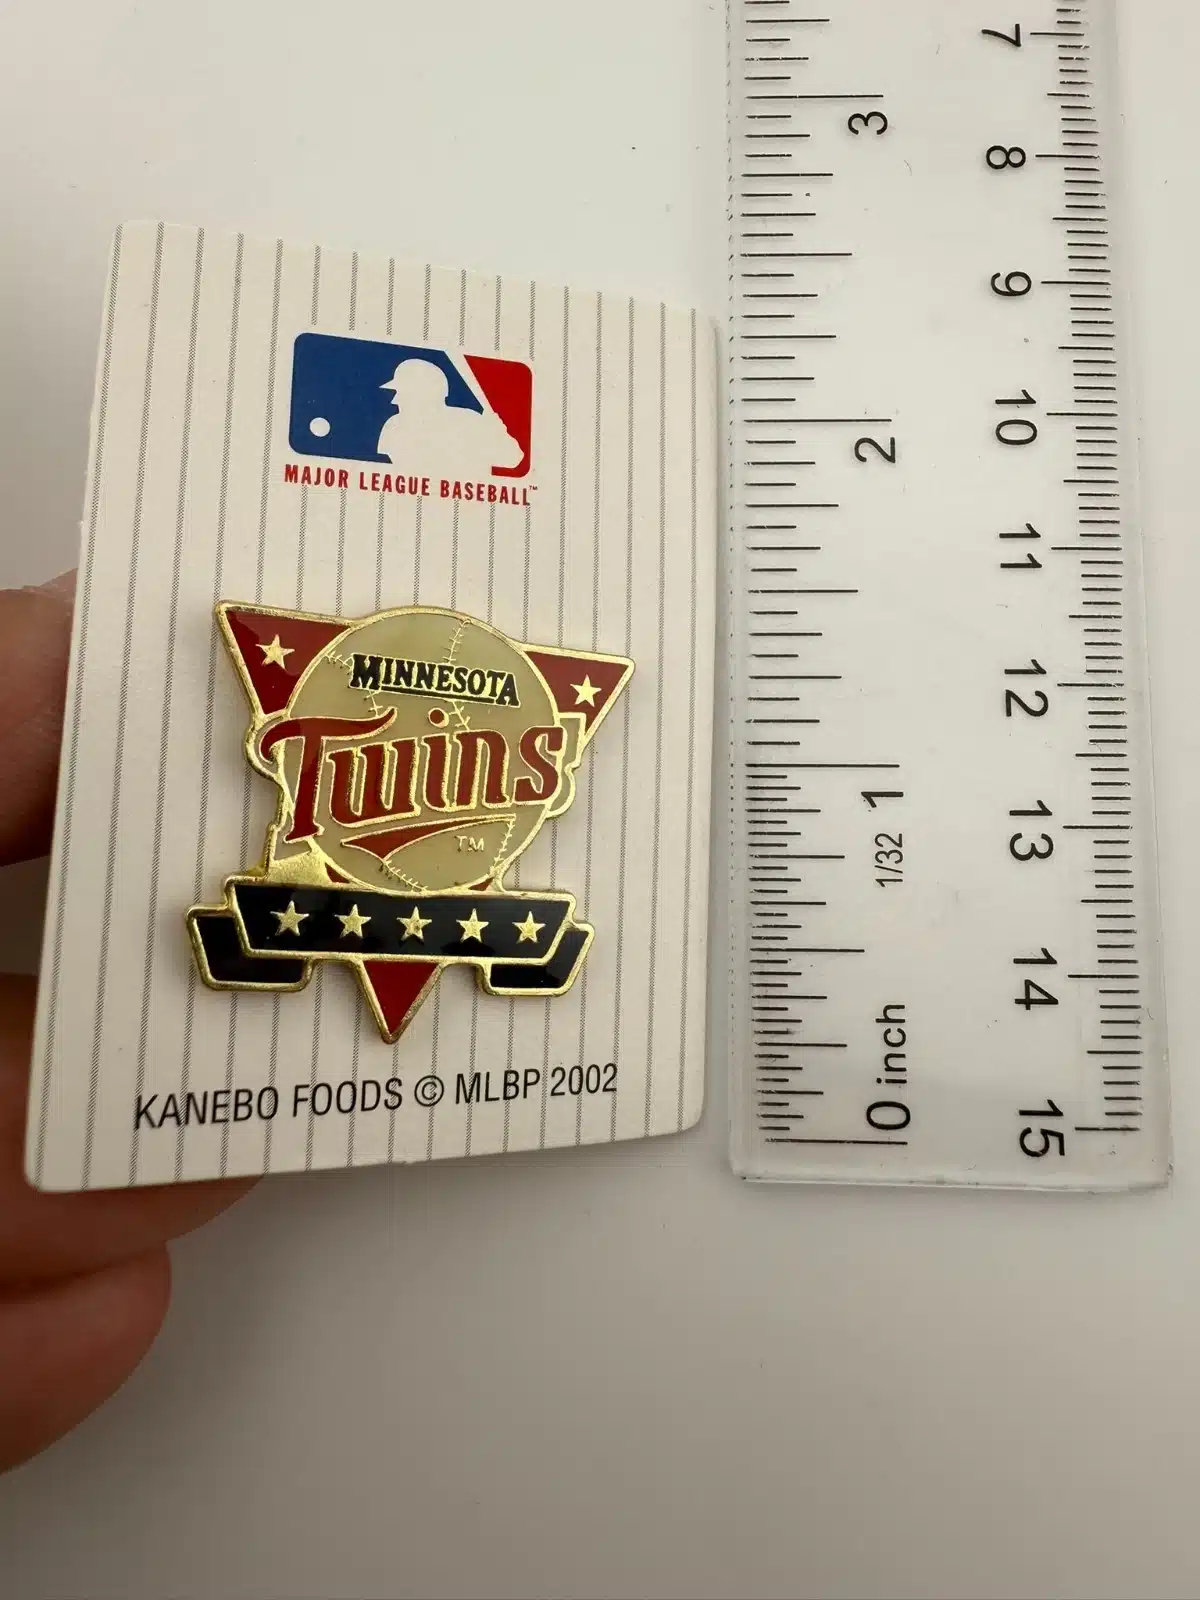 MAJOR LEAGUE BASEBALL™
MINNESOTA
Twins
TM
KANEBO FOODS © MLBP 2002
7
8
9
10
11
12
13
14
15
3
2
1
1/32
0 inch